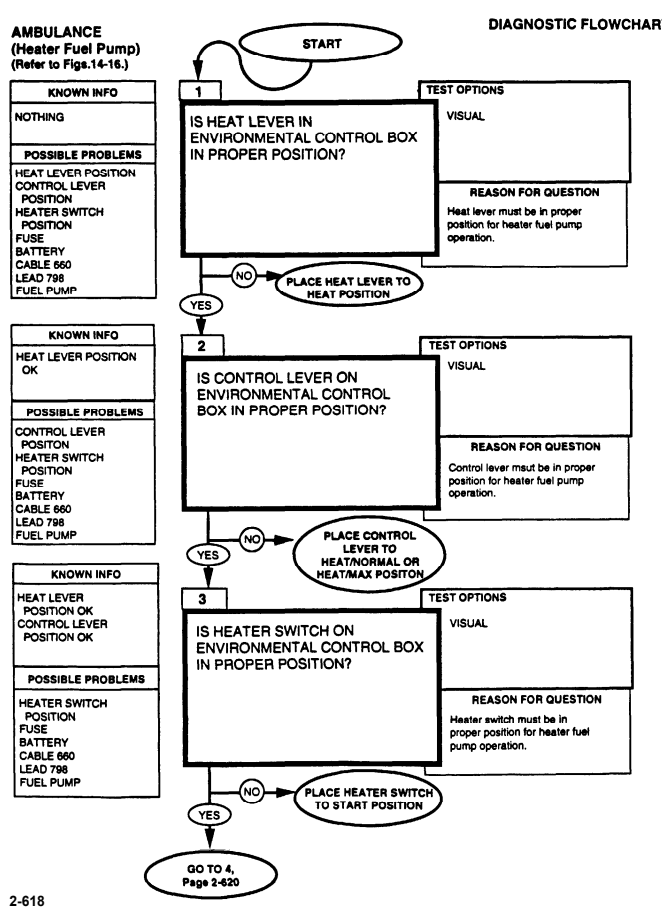 AMBULANCE
(Heater Fuel Pump)
(Refer to Figs.14-16.)
DIAGNOSTIC FLOWCHAR
START
KNOWN INFO
NOTHING
POSSIBLE PROBLEMS
HEAT LEVER POSITION
CONTROL LEVER
POSITION
HEATER SWITCH
POSITION
FUSE
BATTERY
CABLE 660
LEAD 798
FUEL PUMP
1
IS HEAT LEVER IN
ENVIRONMENTAL CONTROL BOX
IN PROPER POSITION?
TEST OPTIONS
VISUAL
REASON FOR QUESTION
Heat lever must be in proper
position for heater fuel pump
operation.
NO
PLACE HEAT LEVER TO
HEAT POSITION
YES
KNOWN INFO
HEAT LEVER POSITION
OK
POSSIBLE PROBLEMS
CONTROL LEVER
POSITON
HEATER SWITCH
POSITION
FUSE
BATTERY
CABLE 660
LEAD 798
FUEL PUMP
2
IS CONTROL LEVER ON
ENVIRONMENTAL CONTROL
BOX IN PROPER POSITION?
TEST OPTIONS
VISUAL
REASON FOR QUESTION
Control lever msut be in proper
position for heater fuel pump
operation.
NO
PLACE CONTROL
LEVER TO
HEAT/NORMAL OR
HEAT/MAX POSITON
YES
KNOWN INFO
HEAT LEVER
POSITION OK
CONTROL LEVER
POSITION OK
POSSIBLE PROBLEMS
HEATER SWITCH
POSITION
FUSE
BATTERY
CABLE 660
LEAD 798
FUEL PUMP
3
IS HEATER SWITCH ON
ENVIRONMENTAL CONTROL BOX
IN PROPER POSITION?
TEST OPTIONS
VISUAL
REASON FOR QUESTION
Heater switch must be in
proper position for heater fuel
pump operation.
NO
PLACE HEATER SWITCH
TO START POSITION
YES
GO TO 4,
Page 2-620
2-618